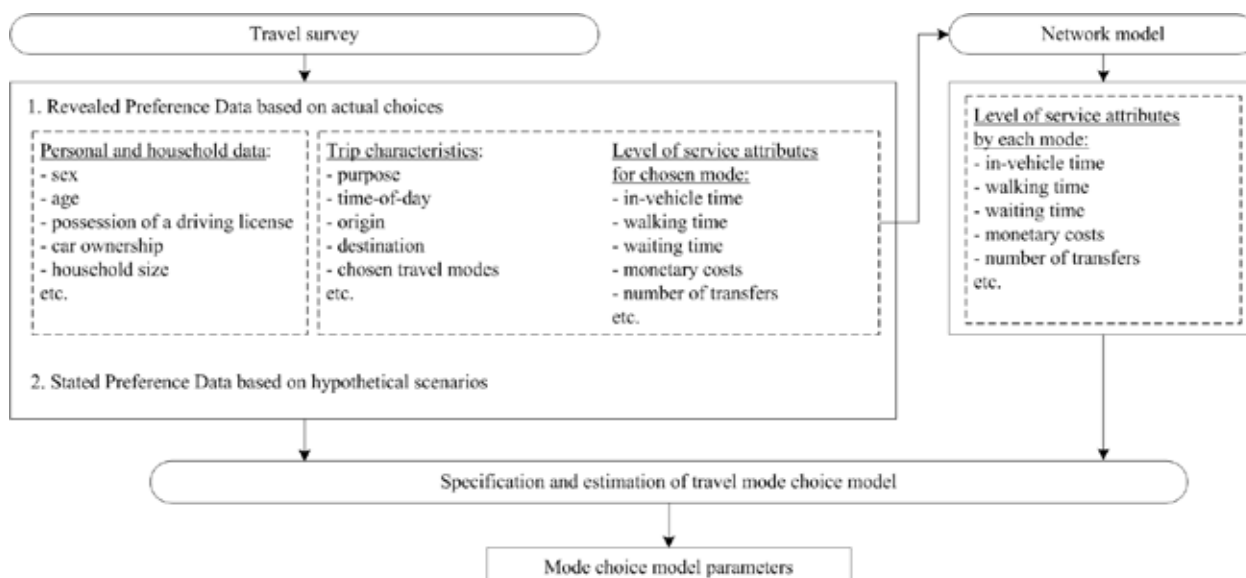 Travel survey
Network model
1. Revealed Preference Data based on actual choices
Personal and household data:
- sex
- age
- possession of a driving license
- car ownership
- household size
etc.
Trip characteristics:
- purpose
- time-of-day
- origin
- destination
- chosen travel modes
etc.
Level of service attributes
for chosen mode:
- in-vehicle time
- walking time
- waiting time
- monetary costs
- number of transfers
etc.
2. Stated Preference Data based on hypothetical scenarios
Level of service attributes
by each mode:
- in-vehicle time
- walking time
- waiting time
- monetary costs
- number of transfers
etc.
Specification and estimation of travel mode choice model
Mode choice model parameters